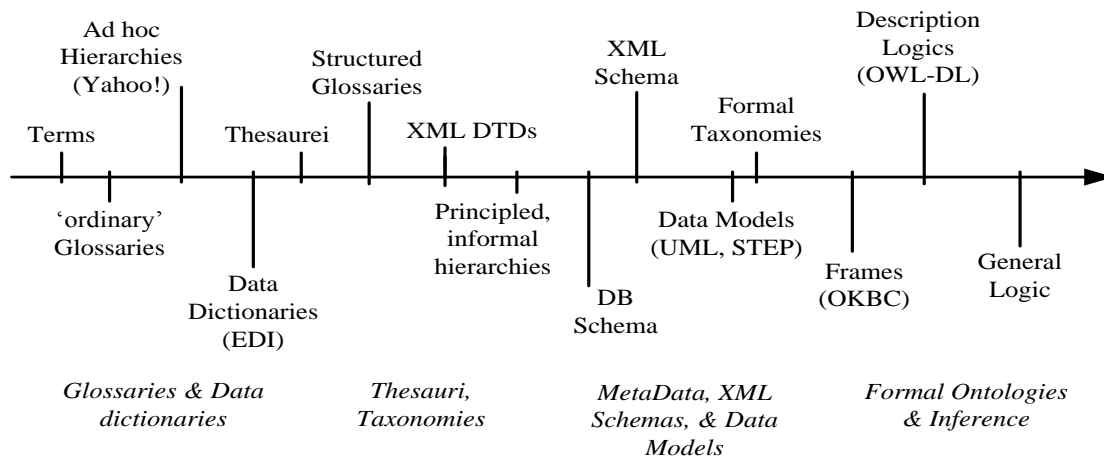 Ad hoc
Hierarchies
(Yahoo!)
Terms
‘ordinary’
Glossaries
Data
Dictionaries
(EDI)
Thesaurei
Structured
Glossaries
XML DTDs
Principled,
informal
hierarchies
DB
Schema
XML
Schema
Data Models
(UML, STEP)
Formal
Taxonomies
Frames
(OKBC)
Description
Logics
(OWL-DL)
General
Logic
Glossaries & Data
dictionaries
Thesauri,
Taxonomies
MetaData, XML
Schemas, & Data
Models
Formal Ontologies
& Inference